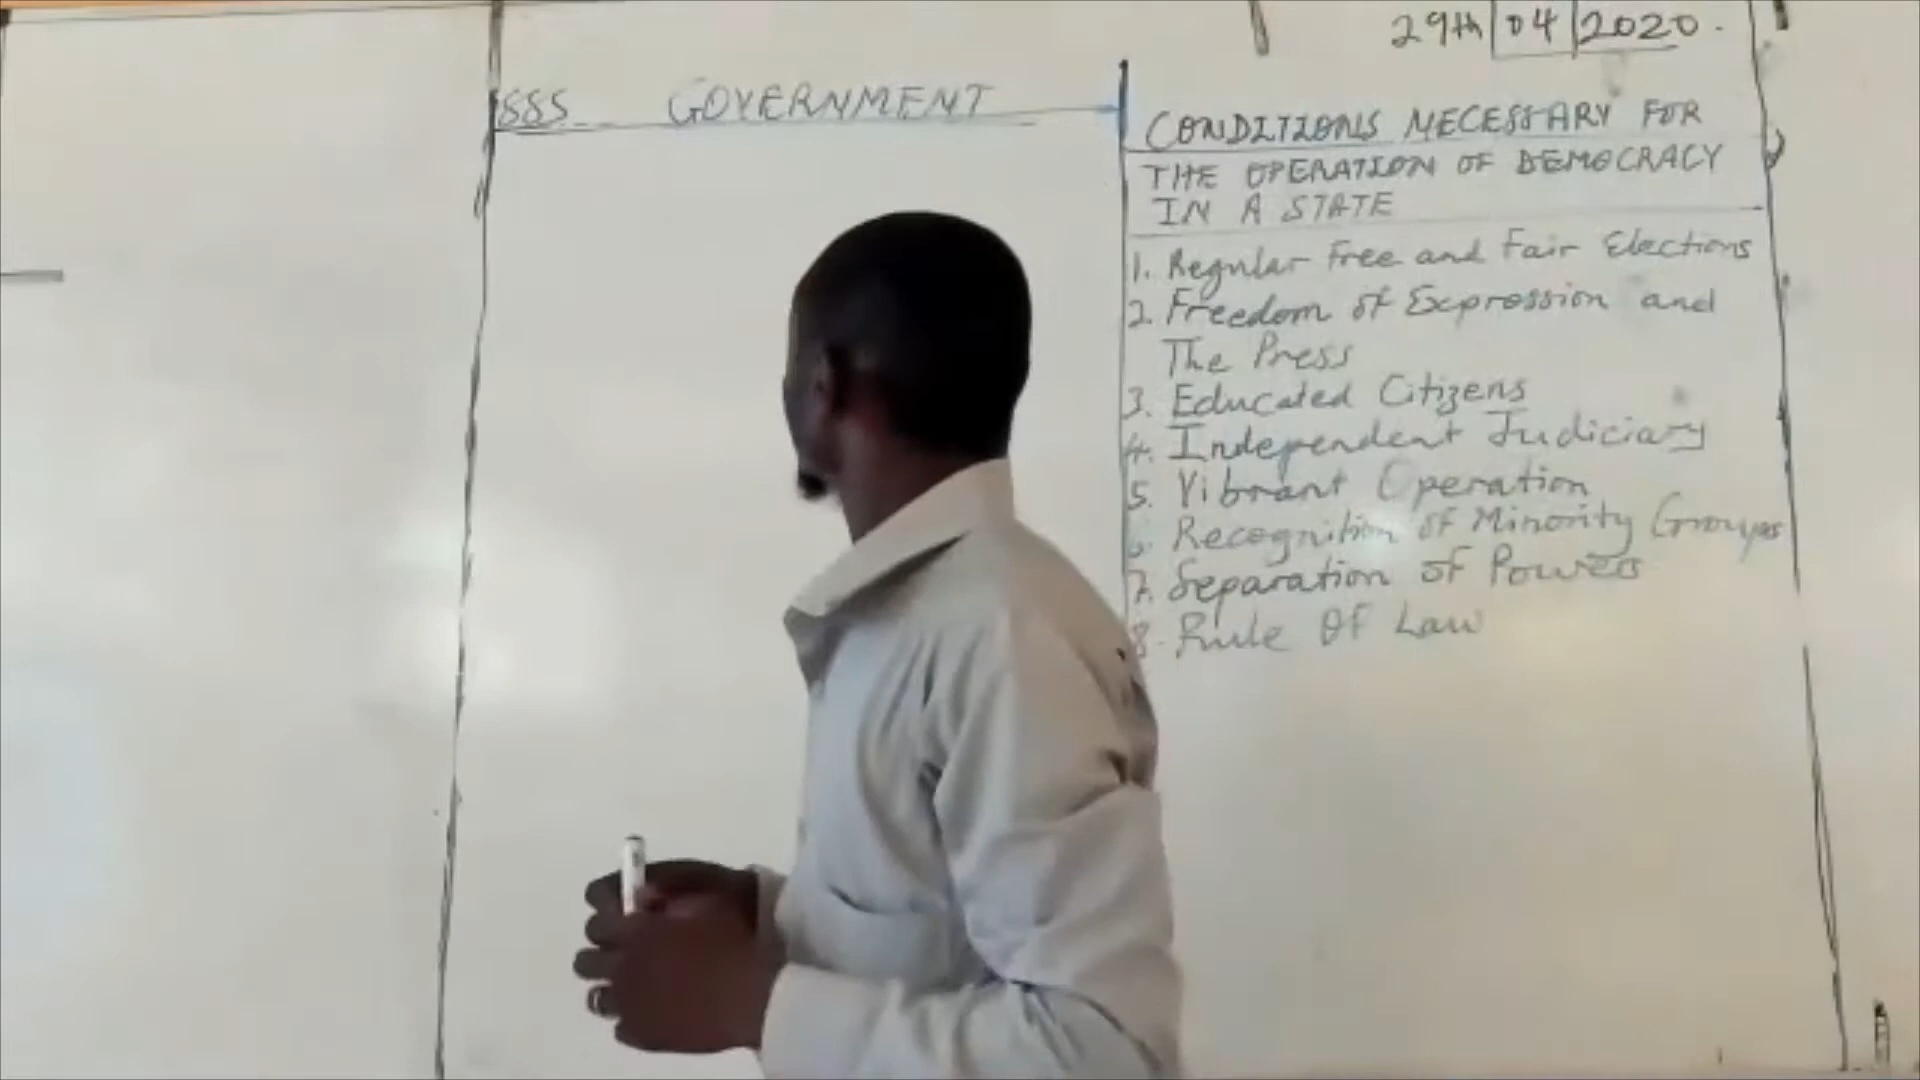 29th 04 2020.
SSS GOVERNMENT
CONDITIONS NECESSARY FOR
THE OPERATION OF DEMOCRACY
IN A STATE
1. Regular Free and Fair Elections
2. Freedom of Expression and
The Press
3. Educated Citizens
4. Independent Judiciary
5. Vibrant Operation
6. Recognition of Minority Groups
7. Separation of Powers
8. Rule Of Law